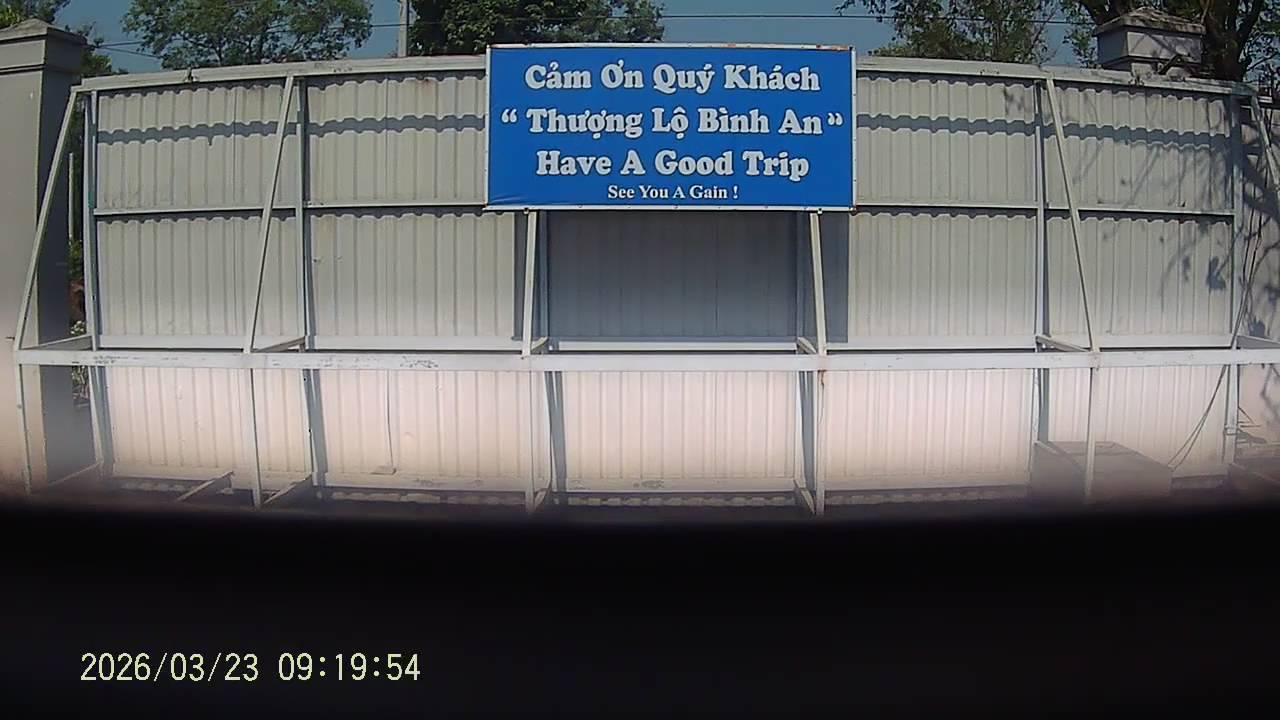 Cảm Ơn Quý Khách
“ Thượng Lộ Bình An”
Have A Good Trip
See You A Gain !
2026/03/23 09:19:54